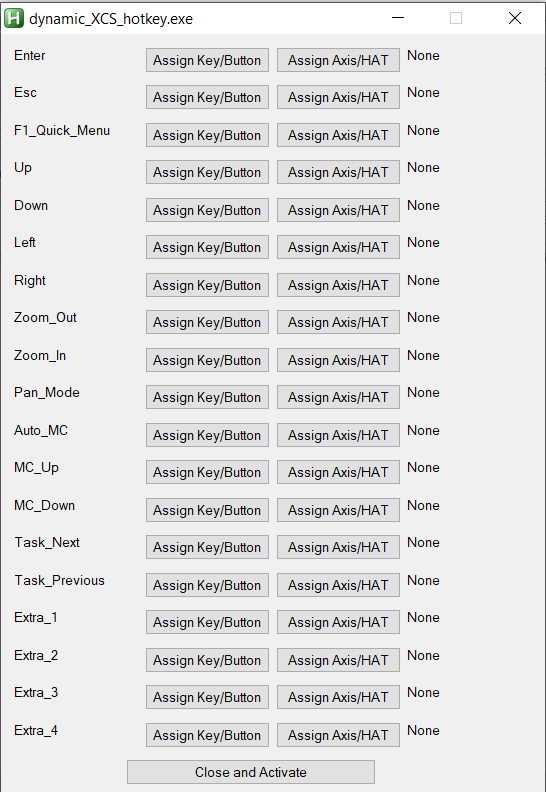 H dynamic_XCS_hotkey.exe
Enter Assign Key/Button Assign Axis/HAT None
Esc Assign Key/Button Assign Axis/HAT None
F1_Quick_Menu Assign Key/Button Assign Axis/HAT None
Up Assign Key/Button Assign Axis/HAT None
Down Assign Key/Button Assign Axis/HAT None
Left Assign Key/Button Assign Axis/HAT None
Right Assign Key/Button Assign Axis/HAT None
Zoom_Out Assign Key/Button Assign Axis/HAT None
Zoom_In Assign Key/Button Assign Axis/HAT None
Pan_Mode Assign Key/Button Assign Axis/HAT None
Auto_MC Assign Key/Button Assign Axis/HAT None
MC_Up Assign Key/Button Assign Axis/HAT None
MC_Down Assign Key/Button Assign Axis/HAT None
Task_Next Assign Key/Button Assign Axis/HAT None
Task_Previous Assign Key/Button Assign Axis/HAT None
Extra_1 Assign Key/Button Assign Axis/HAT None
Extra_2 Assign Key/Button Assign Axis/HAT None
Extra_3 Assign Key/Button Assign Axis/HAT None
Extra_4 Assign Key/Button Assign Axis/HAT None
Close and Activate